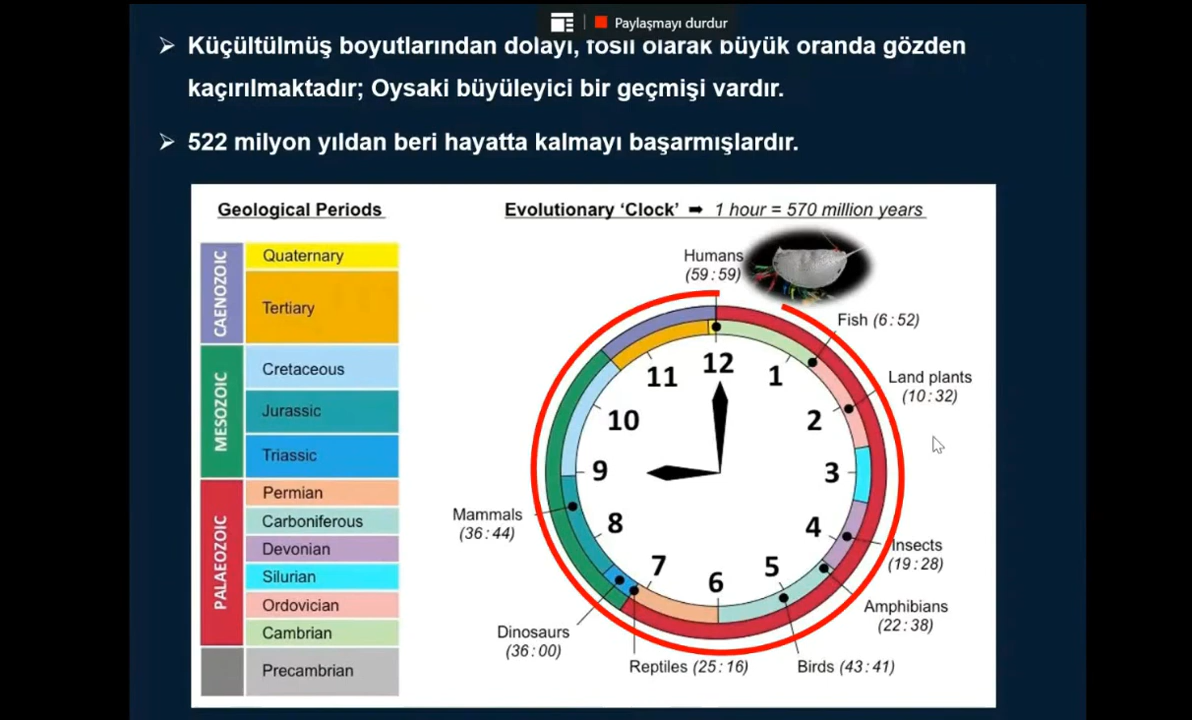 Paylaşmayı durdur
Küçültülmüş boyutlarından dolayı, fosil olarak büyük oranda gözden
kaçırılmaktadır; Oysaki büyüleyici bir geçmişi vardır.
522 milyon yıldan beri hayatta kalmayı başarmışlardır.
Geological Periods
CAENOZOIC
Quaternary
Tertiary
MESOZOIC
Cretaceous
Jurassic
Triassic
PALAEOZOIC
Permian
Carboniferous
Devonian
Silurian
Ordovician
Cambrian
Precambrian
Evolutionary ‘Clock’ ➡ 1 hour = 570 million years
Humans
(59:59)
Fish (6:52)
Land plants
(10:32)
Insects
(19:28)
Amphibians
(22:38)
Birds (43:41)
Reptiles (25:16)
Dinosaurs
(36:00)
Mammals
(36:44)
12
1
2
3
4
5
6
7
8
9
10
11